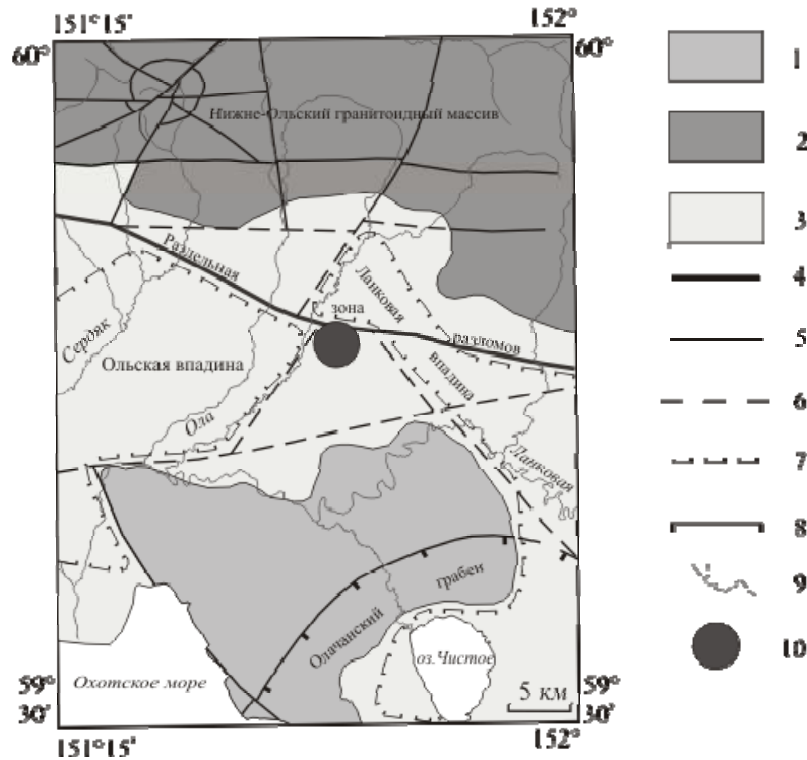 151°15'
152°
60°
60°
Нижне-Ольский гранитоидный массив
Раздельная
зона
разломов
Ланковая
впадина
Сердяк
Ольская впадина
Ола
Ланковая
Олачанский
грабен
оз.Чистое
Охотское море
5 км
59°
30'
59°
30'
151°15'
152°
1
2
3
4
5
6
7
8
9
10